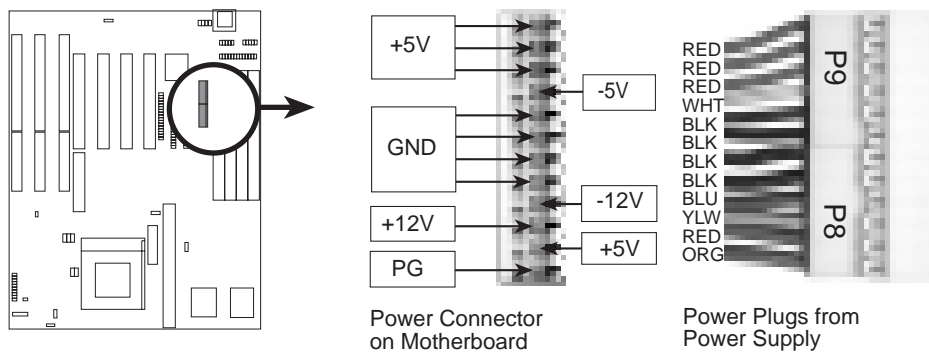 +5V
-5V
GND
-12V
+12V
+5V
PG
Power Connector
on Motherboard
RED
RED
RED
WHT
BLK
BLK
BLK
BLK
BLU
YLW
RED
ORG
P9
P8
Power Plugs from
Power Supply